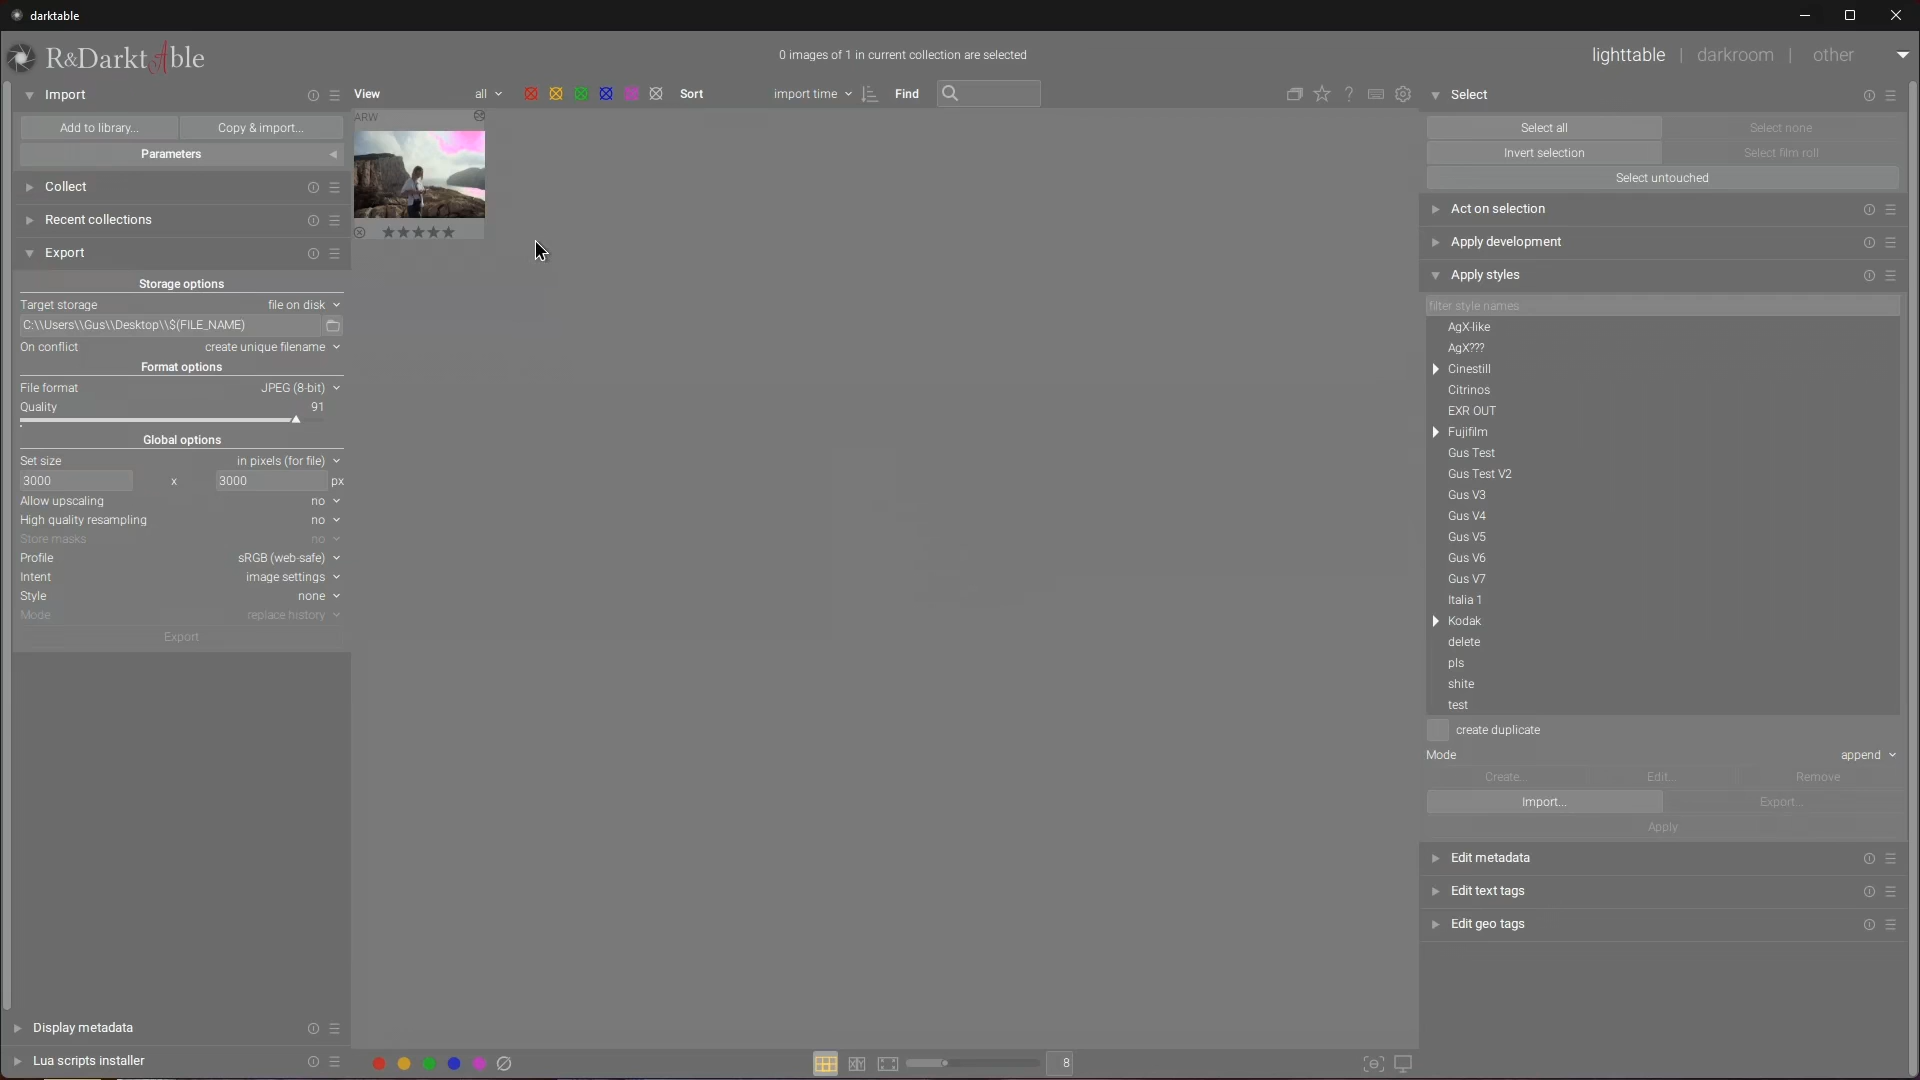 darktable
R&DarktAble
0 images of 1 in current collection are selected
lighttable | darkroom | other
Import
Add to library...
Copy & import...
Parameters
Collect
Recent collections
Export
Storage options
Target storage file on disk
C:\\Users\\Gus\\Desktop\\$(FILE_NAME)
On conflict create unique filename
Format options
File format JPEG (8-bit)
Quality 91
Global options
Set size in pixels (for file)
3000 x 3000 px
Allow upscaling no
High quality resampling no
Store masks no
Profile sRGB (web-safe)
Intent image settings
Style none
Mode replace history
Export
Display metadata
Lua scripts installer
View all Sort import time Find
ARW
8
Select
Select all Select none
Invert selection Select film roll
Select untouched
Act on selection
Apply development
Apply styles
filter style names
AgX-like
AgX???
Cinestill
Citrinos
EXR OUT
Fujifilm
Gus Test
Gus Test V2
Gus V3
Gus V4
Gus V5
Gus V6
Gus V7
Italia 1
Kodak
delete
pls
shite
test
create duplicate
Mode append
Create... Edit... Remove
Import... Export...
Apply
Edit metadata
Edit text tags
Edit geo tags